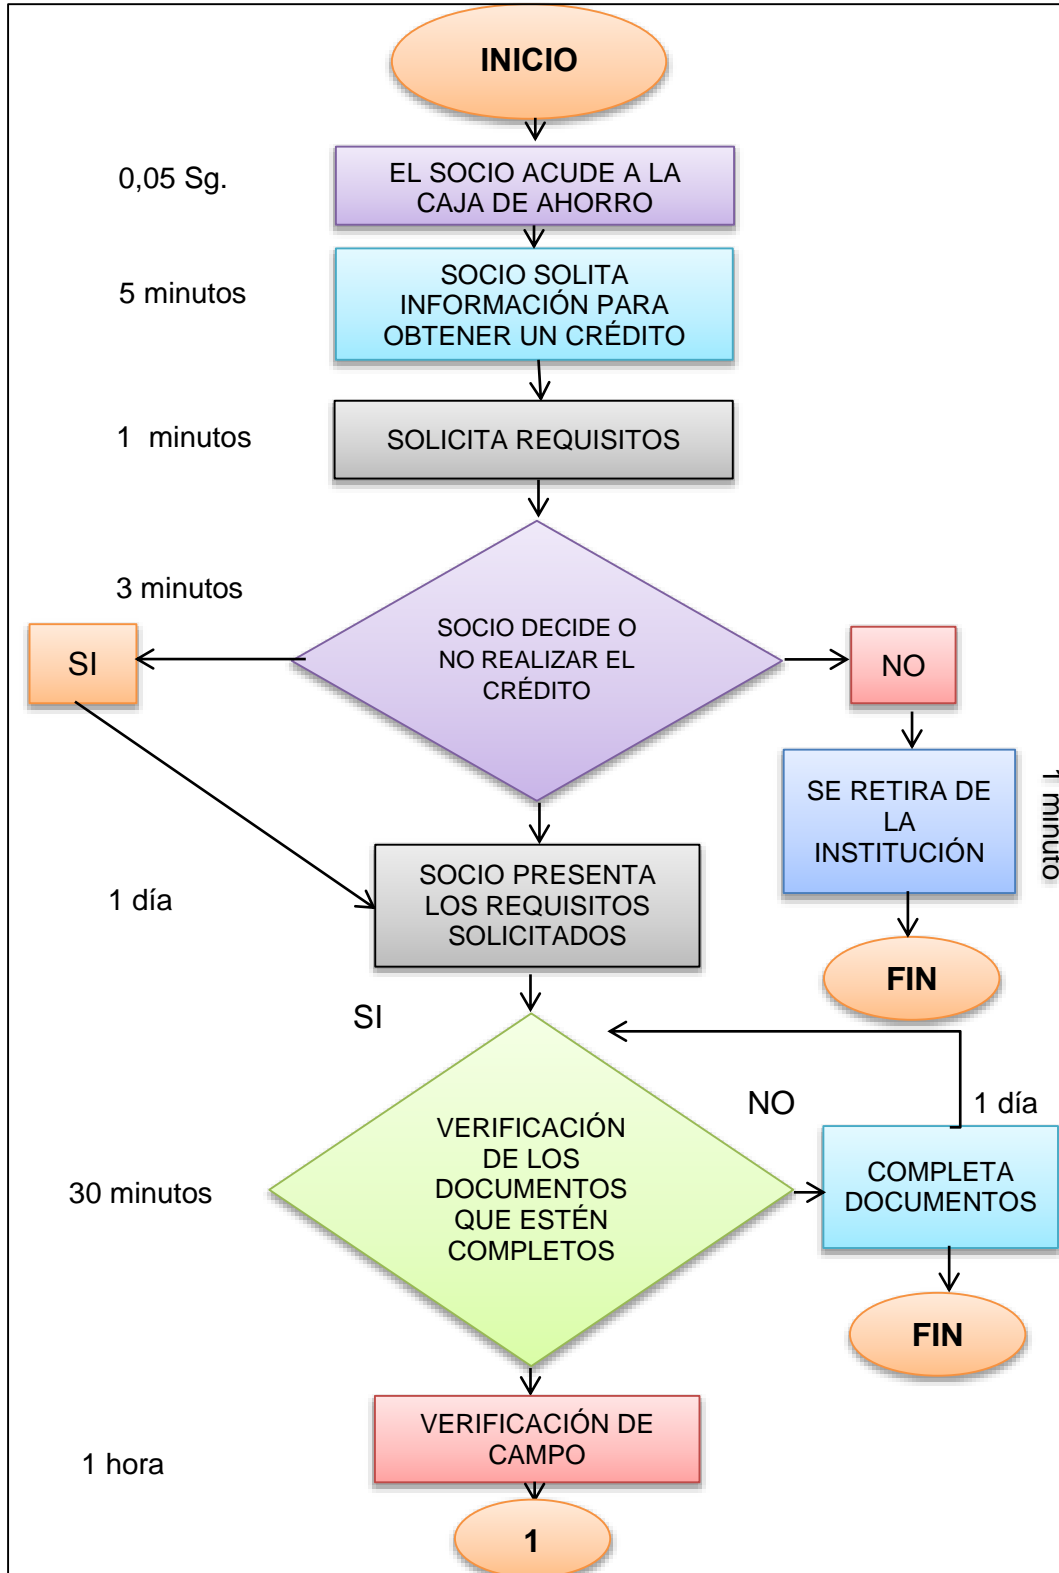 INICIO
0,05 Sg.
EL SOCIO ACUDE A LA
CAJA DE AHORRO
5 minutos
SOCIO SOLITA
INFORMACIÓN PARA
OBTENER UN CRÉDITO
1 minutos
SOLICITA REQUISITOS
3 minutos
SOCIO DECIDE O
NO REALIZAR EL
CRÉDITO
SI
NO
SE RETIRA DE
LA
INSTITUCIÓN
1 minuto
1 día
SOCIO PRESENTA
LOS REQUISITOS
SOLICITADOS
FIN
SI
NO
1 día
30 minutos
VERIFICACIÓN
DE LOS
DOCUMENTOS
QUE ESTÉN
COMPLETOS
COMPLETA
DOCUMENTOS
FIN
1 hora
VERIFICACIÓN DE
CAMPO
1